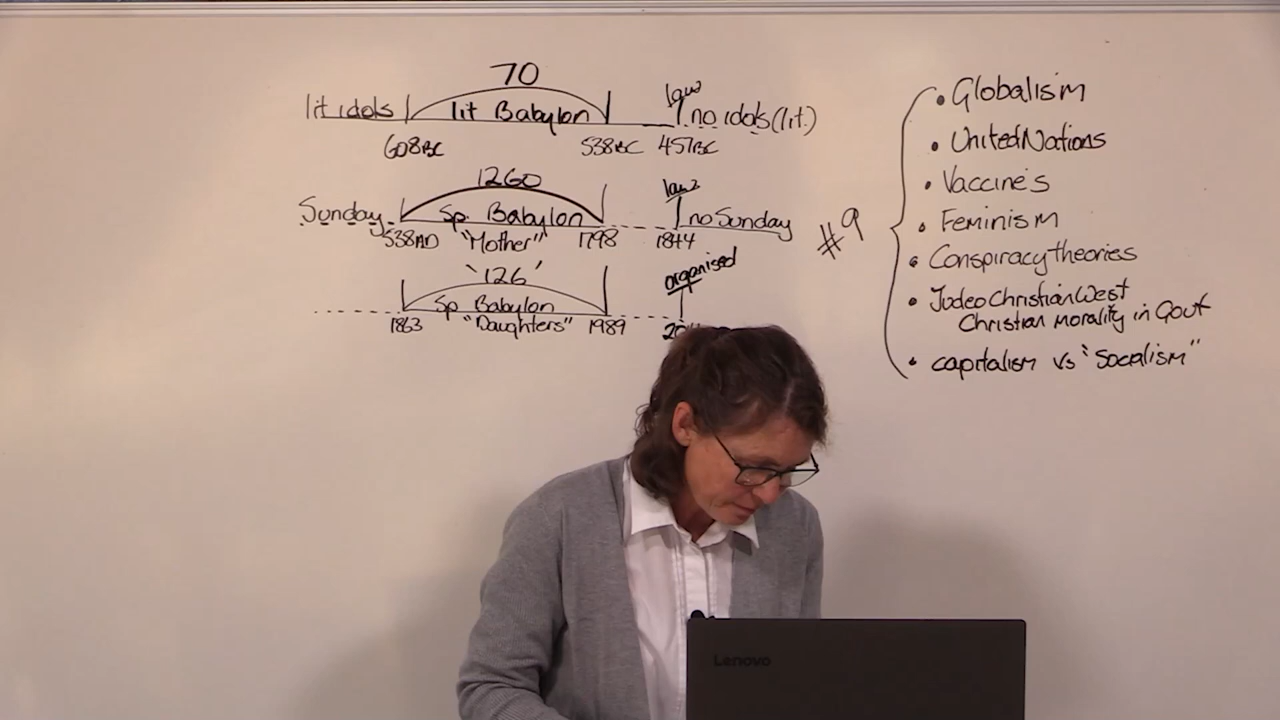 70
lit idols
lit Babylon
law
no idols (lit.)
608BC
538BC
457BC
1260
Sunday
Sp. Babylon
law
no Sunday
538AD
"Mother"
1798
1844
'126'
Sp Babylon
organised
1863
"Daughters"
1989
#9
• Globalism
• United Nations
• Vaccine's
• Feminism
• Conspiracy theories
• Judeo Christian West
Christian morality in Govt
• capitalism vs "Socialism"
Lenovo